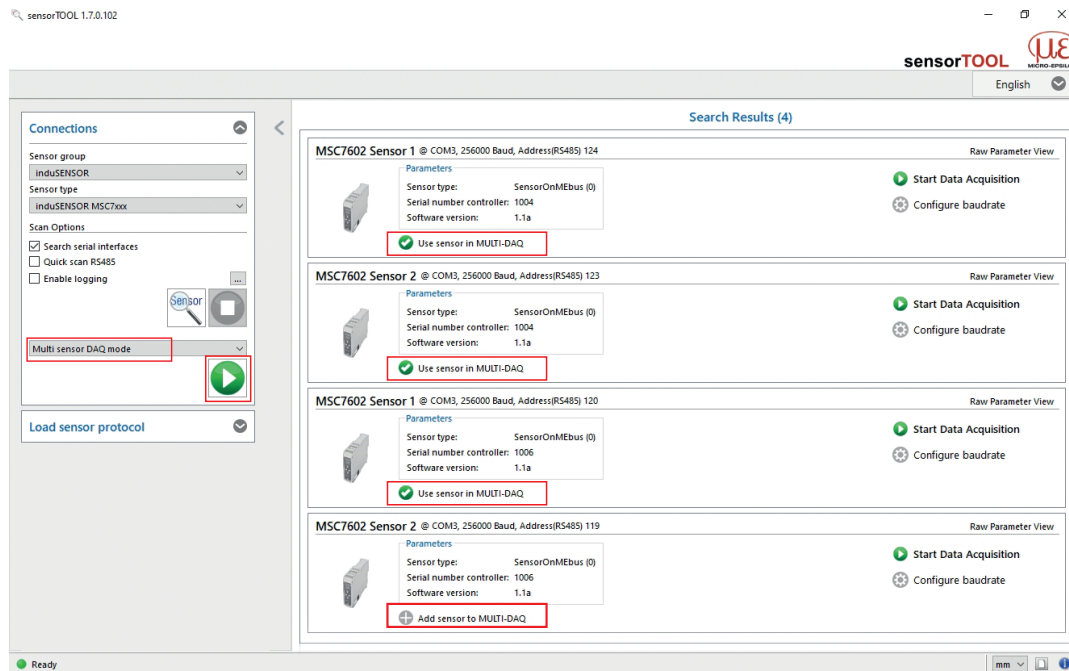 sensorTOOL 1.7.0.102
sensorTOOL
με
MICRO-EPSILON
English
Connections
Sensor group
induSENSOR
Sensor type
induSENSOR MSC7xxx
Scan Options
Search serial interfaces
Quick scan RS485
Enable logging
...
Sensor
Multi sensor DAQ mode
Load sensor protocol
Search Results (4)
MSC7602 Sensor 1 @ COM3, 256000 Baud, Address(RS485) 124
Raw Parameter View
Parameters
Sensor type: SensorOnMEbus (0)
Serial number controller: 1004
Software version: 1.1a
Use sensor in MULTI-DAQ
Start Data Acquisition
Configure baudrate
MSC7602 Sensor 2 @ COM3, 256000 Baud, Address(RS485) 123
Raw Parameter View
Parameters
Sensor type: SensorOnMEbus (0)
Serial number controller: 1004
Software version: 1.1a
Use sensor in MULTI-DAQ
Start Data Acquisition
Configure baudrate
MSC7602 Sensor 1 @ COM3, 256000 Baud, Address(RS485) 120
Raw Parameter View
Parameters
Sensor type: SensorOnMEbus (0)
Serial number controller: 1006
Software version: 1.1a
Use sensor in MULTI-DAQ
Start Data Acquisition
Configure baudrate
MSC7602 Sensor 2 @ COM3, 256000 Baud, Address(RS485) 119
Raw Parameter View
Parameters
Sensor type: SensorOnMEbus (0)
Serial number controller: 1006
Software version: 1.1a
Add sensor to MULTI-DAQ
Start Data Acquisition
Configure baudrate
Ready
mm